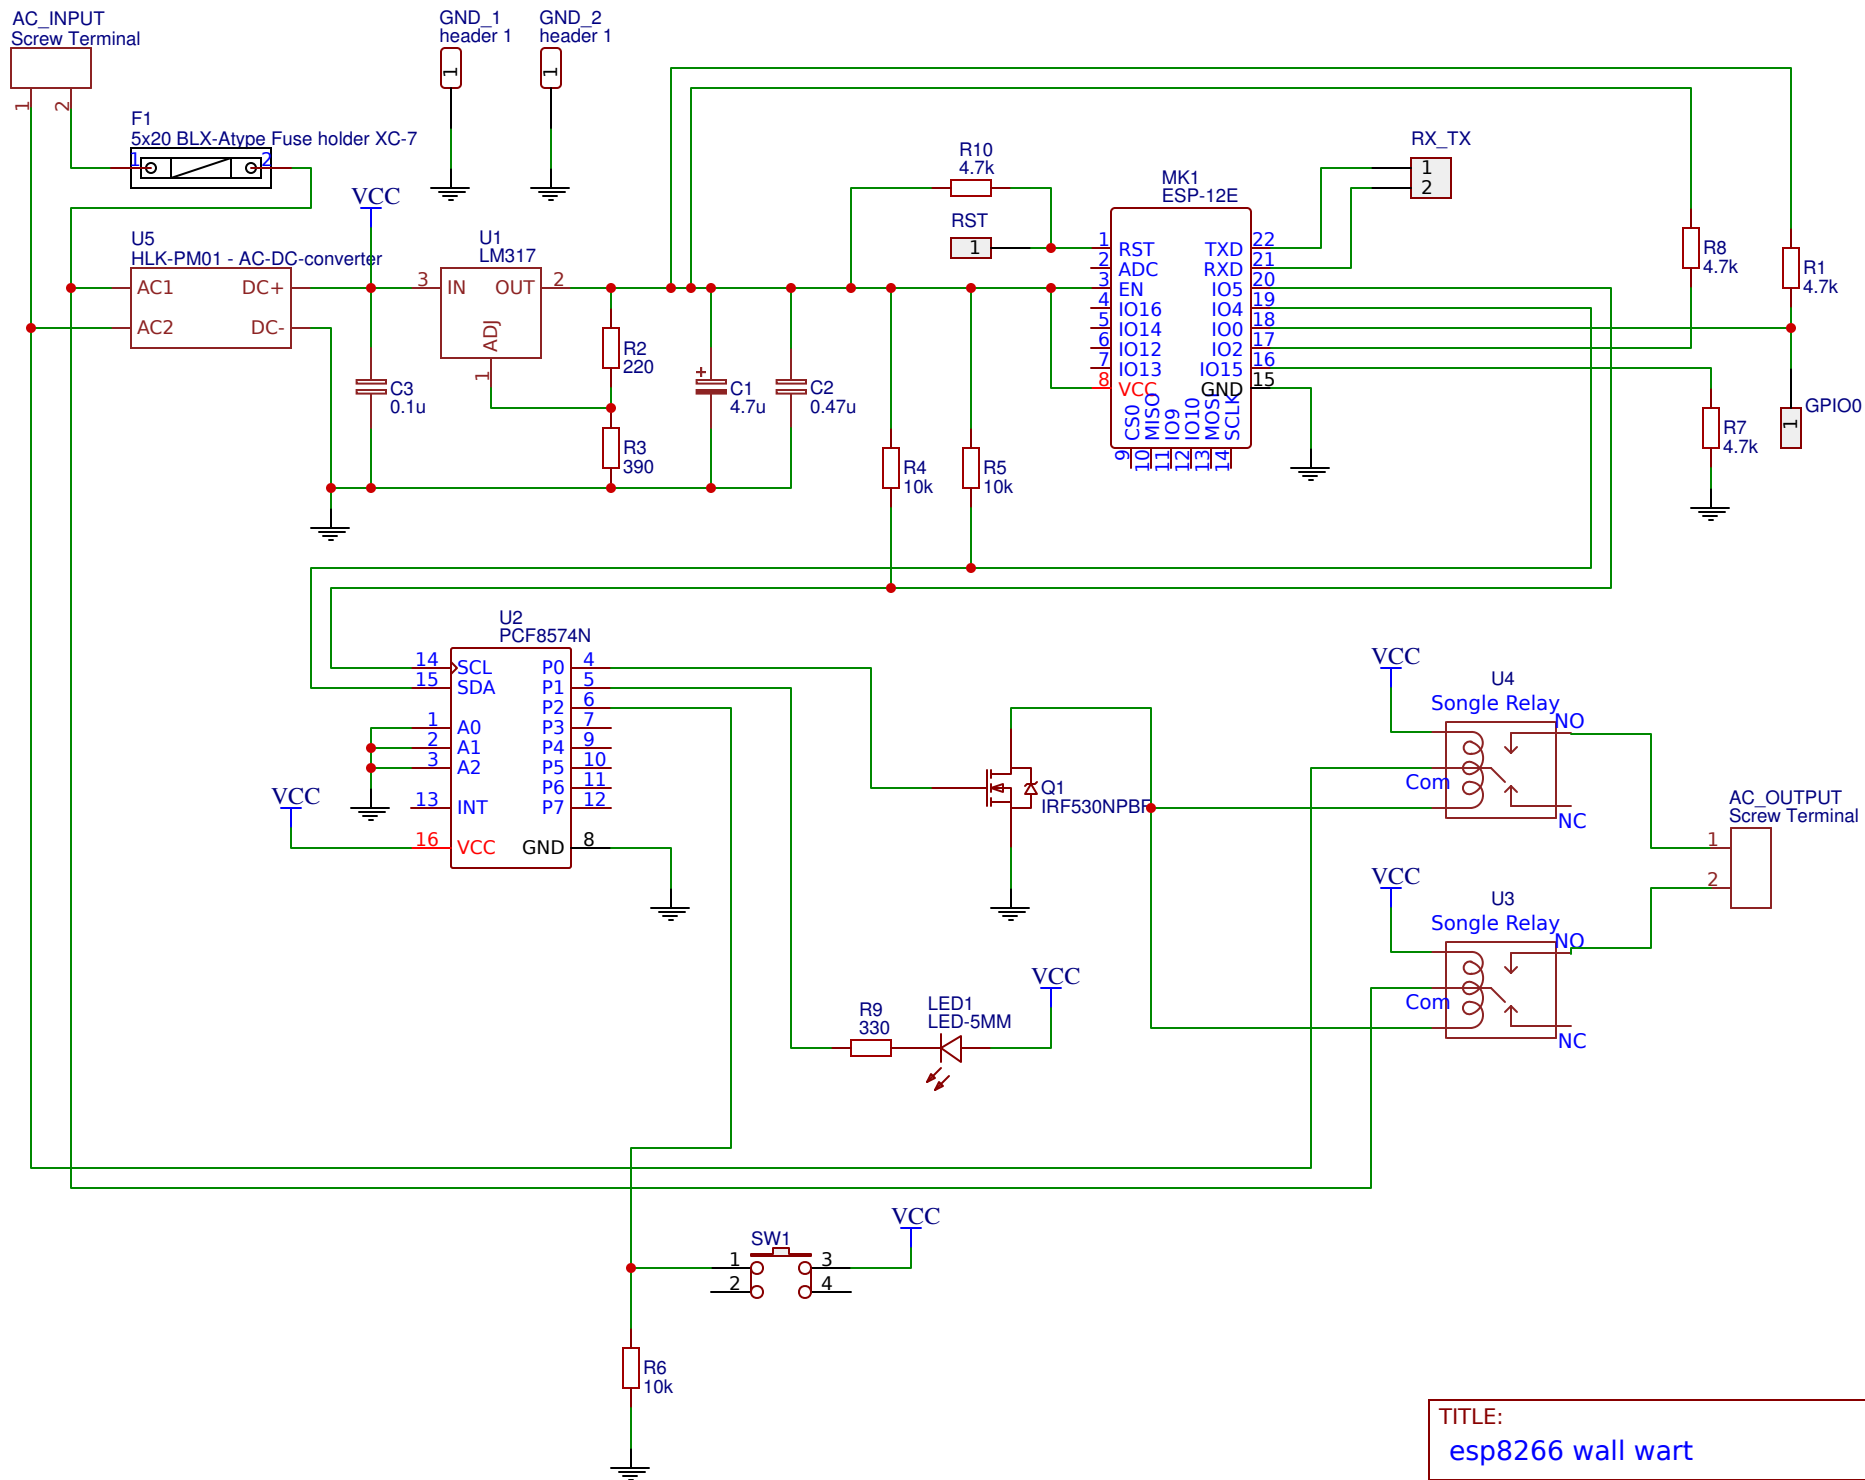 AC_INPUT
Screw Terminal
1
2
GND_1
header 1
1
GND_2
header 1
1
F1
5x20 BLX-Atype Fuse holder XC-7
1
2
VCC
U5
HLK-PM01 - AC-DC-converter
AC1
AC2
DC+
DC-
U1
LM317
3
IN
OUT
2
ADJ
1
C3
0.1u
R2
220
R3
390
+
C1
4.7u
C2
0.47u
R10
4.7k
RST
1
R4
10k
R5
10k
MK1
ESP-12E
1
RST
2
ADC
3
EN
4
IO16
5
IO14
6
IO12
7
IO13
8
VCC
TXD
22
RXD
21
IO5
20
IO4
19
IO0
18
IO2
17
IO15
16
GND
15
CS0
MISO
IO9
IO10
MOSI
SCLK
9
10
11
12
13
14
RX_TX
1
2
R8
4.7k
R1
4.7k
R7
4.7k
GPIO0
1
U2
PCF8574N
14
SCL
15
SDA
1
A0
2
A1
3
A2
13
INT
16
VCC
P0
4
P1
5
P2
6
P3
7
P4
9
P5
10
P6
11
P7
12
GND
8
VCC
Q1
IRF530NPBF
VCC
U4
Songle Relay
NO
Com
NC
VCC
U3
Songle Relay
NO
Com
NC
AC_OUTPUT
Screw Terminal
1
2
R9
330
LED1
LED-5MM
VCC
SW1
1
2
3
4
VCC
R6
10k
TITLE:
esp8266 wall wart